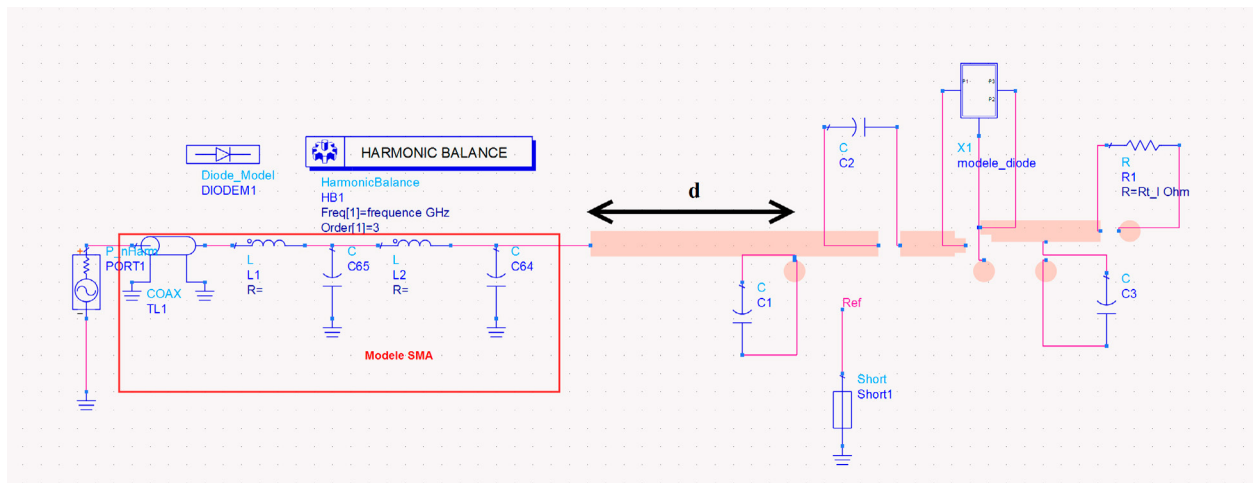 Diode_Model
DIODEM1
HARMONIC BALANCE
HarmonicBalance
HB1
Freq[1]=frequence GHz
Order[1]=3
P_nHarm
PORT1
COAX
TL1
L
L1
R=
C
C65
L
L2
R=
C
C64
Modele SMA
d
C
C1
C
C2
Ref
Short
Short1
P1
P3
P2
X1
modele_diode
R
R1
R=Rt_l Ohm
C
C3